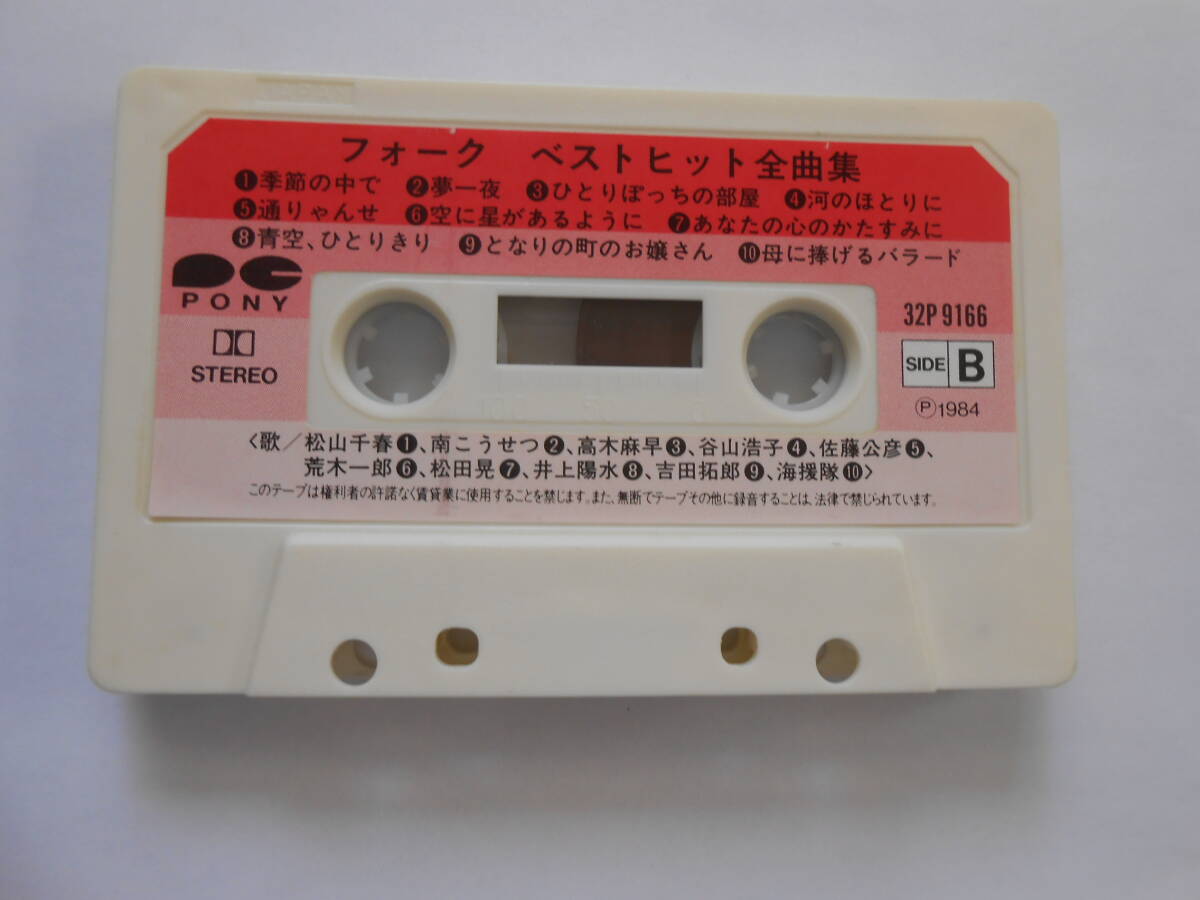 フォーク ベストヒット全曲集
❶季節の中で ❷夢一夜 ❸ひとりぼっちの部屋 ❹河のほとりに
❺通りゃんせ ❻空に星があるように ❼あなたの心のかたすみに
❽青空、ひとりきり ❾となりの町のお嬢さん ❿母に捧げるバラード
PONY
STEREO
32P 9166
SIDE B
Ⓟ1984
〈歌／松山千春❶、南こうせつ❷、高木麻早❸、谷山浩子❹、佐藤公彦❺、
荒木一郎❻、松田晃❼、井上陽水❽、吉田拓郎❾、海援隊❿〉
このテープは権利者の許諾なく賃貸業に使用することを禁じます。また、無断でテープその他に録音することは、法律で禁じられています。
100 50 0